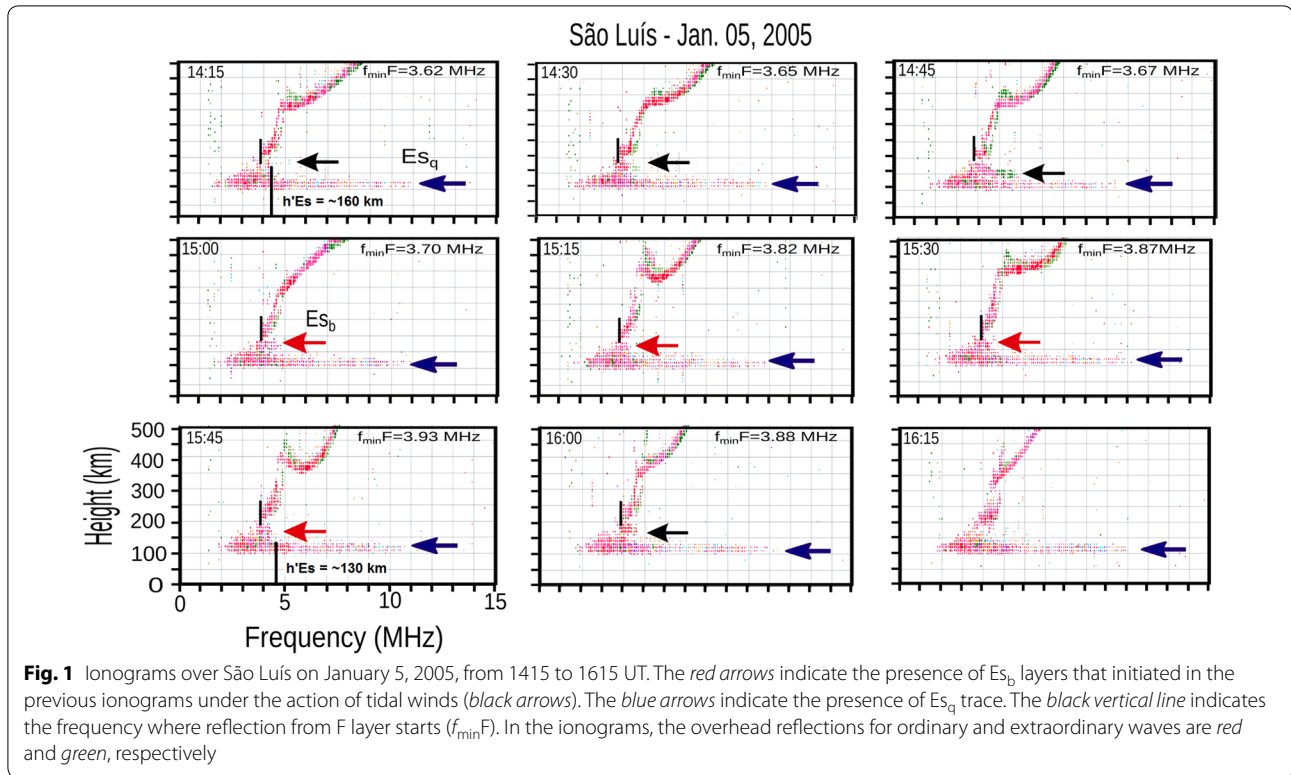 São Luís - Jan. 05, 2005
14:15
fminF=3.62 MHz
Esq
h'Es = ~160 km
14:30
fminF=3.65 MHz
14:45
fminF=3.67 MHz
15:00
fminF=3.70 MHz
Esb
15:15
fminF=3.82 MHz
15:30
fminF=3.87MHz
15:45
fminF=3.93 MHz
h'Es = ~130 km
16:00
fminF=3.88 MHz
16:15
Height (km)
500
400
300
200
100
0
0 5 10 15
Frequency (MHz)
Fig. 1 Ionograms over São Luís on January 5, 2005, from 1415 to 1615 UT. The red arrows indicate the presence of Esb layers that initiated in the
previous ionograms under the action of tidal winds (black arrows). The blue arrows indicate the presence of Esq trace. The black vertical line indicates
the frequency where reflection from F layer starts (fminF). In the ionograms, the overhead reflections for ordinary and extraordinary waves are red
and green, respectively